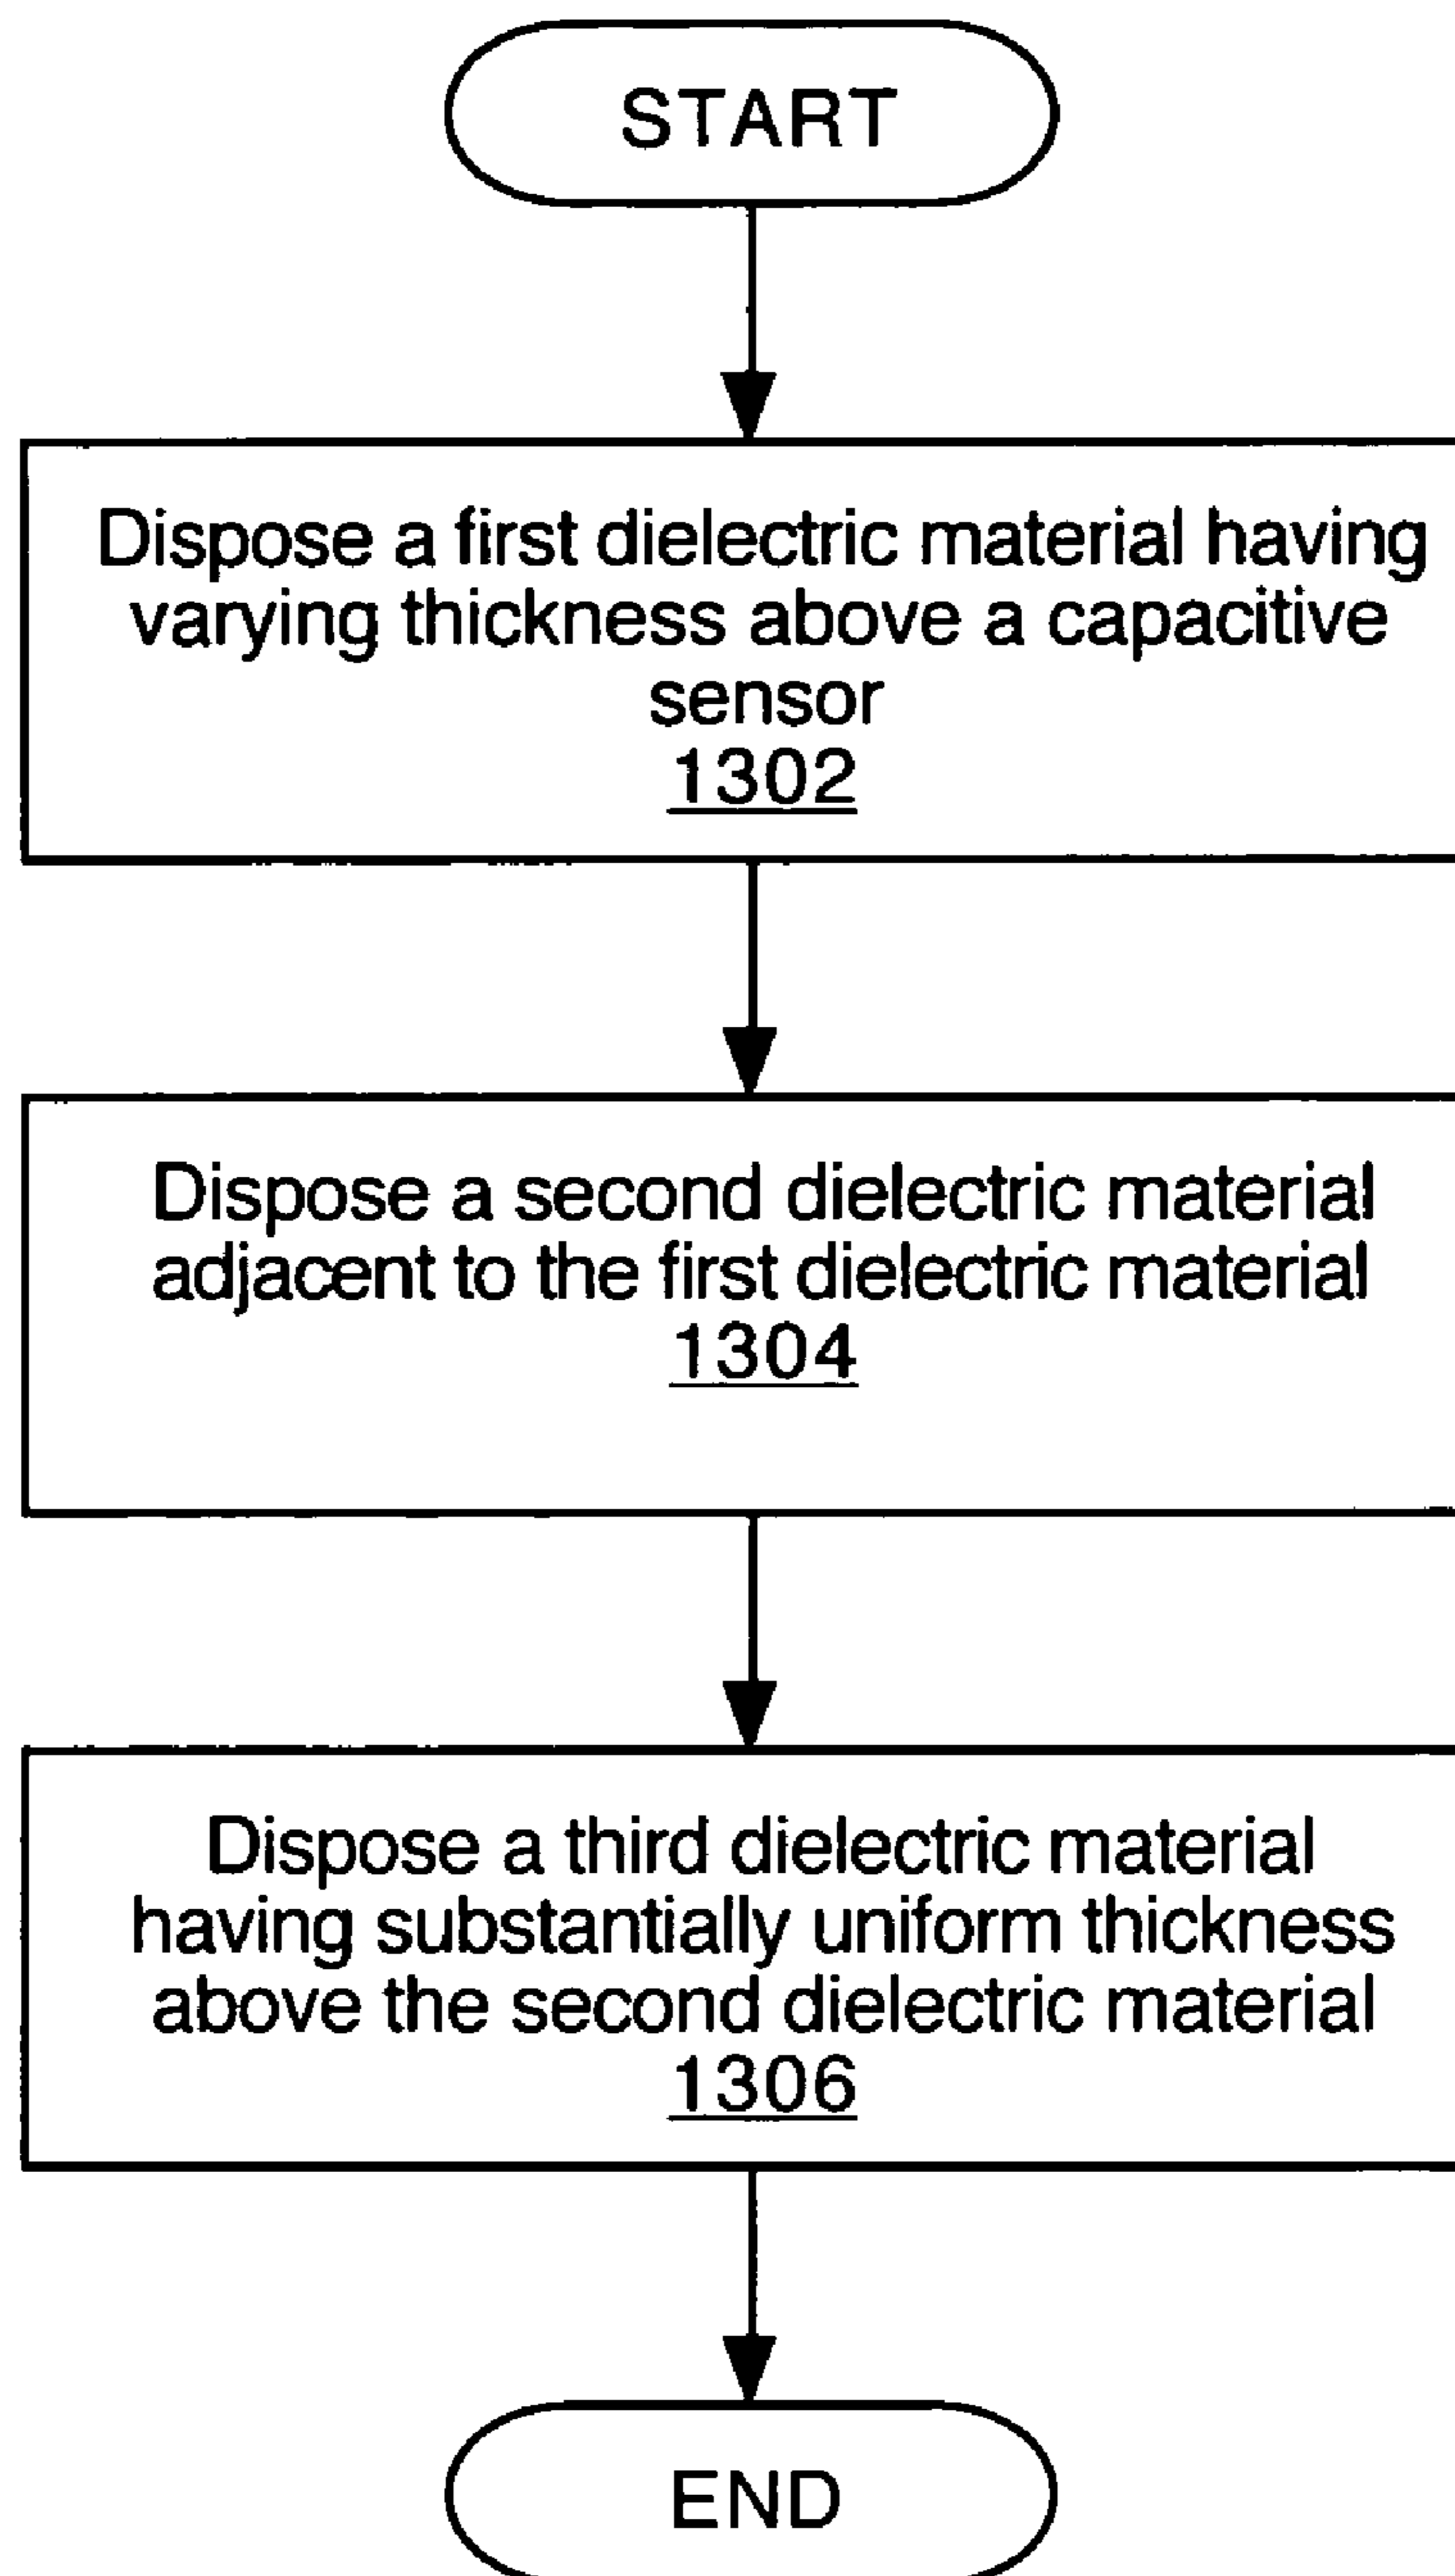 START
Dispose a first dielectric material having
varying thickness above a capacitive
sensor
1302
Dispose a second dielectric material
adjacent to the first dielectric material
1304
Dispose a third dielectric material
having substantially uniform thickness
above the second dielectric material
1306
END